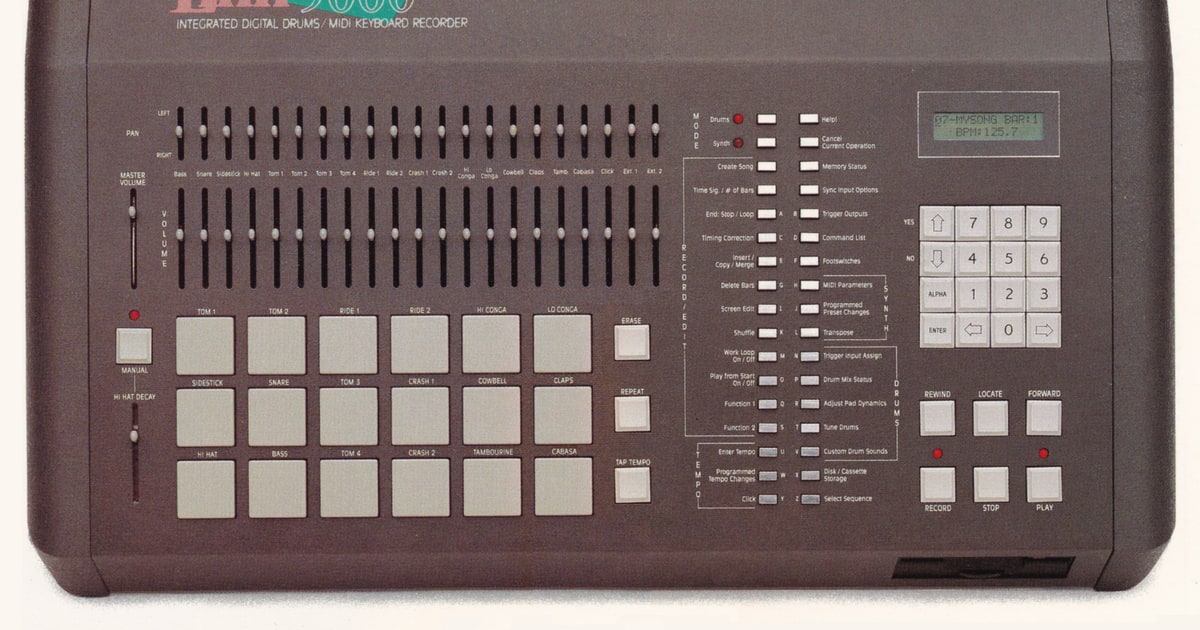 Linn 9000
INTEGRATED DIGITAL DRUMS / MIDI KEYBOARD RECORDER
LEFT
PAN
RIGHT
Bass Snare Sidestick Hi Hat Tom 1 Tom 2 Tom 3 Tom 4 Ride 1 Ride 2 Crash 1 Crash 2 Hi Conga Lo Conga Cowbell Claps Tamb. Cabasa Click Ext. 1 Ext. 2
MASTER
VOLUME
VOLUME
MANUAL
HI HAT DECAY
TOM 1 TOM 2 RIDE 1 RIDE 2 HI CONGA LO CONGA
SIDESTICK SNARE TOM 3 CRASH 1 COWBELL CLAPS
HI HAT BASS TOM 4 CRASH 2 TAMBOURINE CABASA
ERASE
REPEAT
TAP TEMPO
MODE
Drums Help!
Synth Cancel
Current Operation
RECORD/EDIT
Create Song Memory Status
Time Sig. / # of Bars Sync Input Options
End: Stop / Loop A B Trigger Outputs
Timing Correction C D Command List
Insert /
Copy / Merge E F Footswitches
Delete Bars G H MIDI Parameters
Screen Edit I J Programmed
Preset Changes
Shuffle K L Transpose
SYNTH
Work Loop
On / Off M N Trigger Input Assign
Play from Start
On / Off O P Drum Mix Status
Function 1 Q R Adjust Pad Dynamics
Function 2 S T Tune Drums
DRUMS
TEMPO
Enter Tempo U V Custom Drum Sounds
Programmed
Tempo Changes W X Disk / Cassette
Storage
Click Y Z Select Sequence
07-MYSONG BAR:1
BPM:125.7
YES 7 8 9
NO 4 5 6
ALPHA 1 2 3
ENTER 0
REWIND LOCATE FORWARD
RECORD STOP PLAY